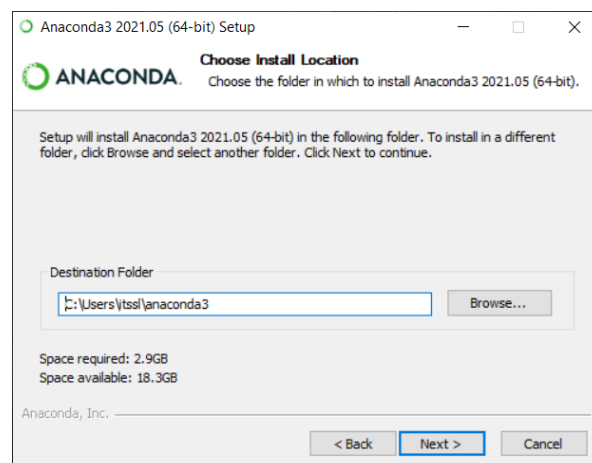 Anaconda3 2021.05 (64-bit) Setup
ANACONDA.
Choose Install Location
Choose the folder in which to install Anaconda3 2021.05 (64-bit).
Setup will install Anaconda3 2021.05 (64-bit) in the following folder. To install in a different
folder, click Browse and select another folder. Click Next to continue.
Destination Folder
C:\Users\itssl\anaconda3
Browse...
Space required: 2.9GB
Space available: 18.3GB
Anaconda, Inc.
< Back
Next >
Cancel